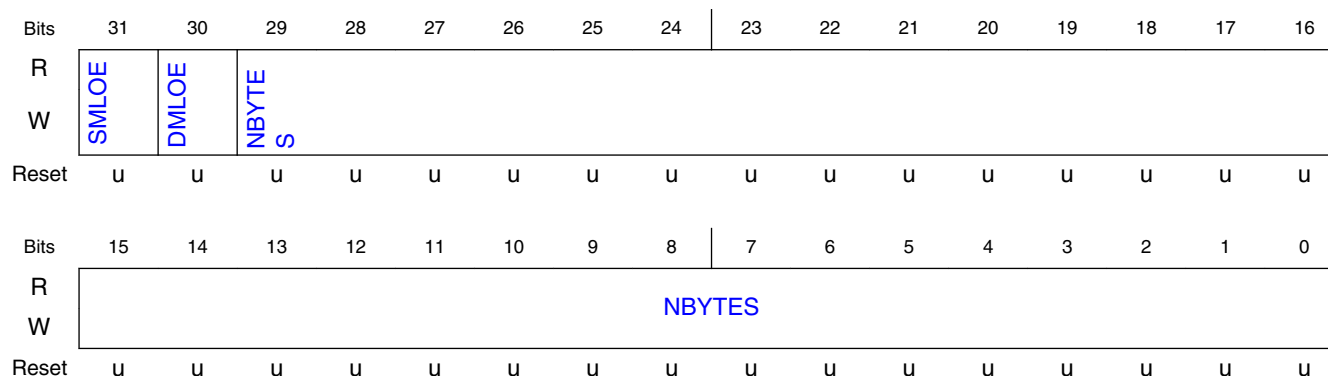 Bits 31 30 29 28 27 26 25 24 23 22 21 20 19 18 17 16
R
W
SMLOE
DMLOE
NBYTE
S
Reset u u u u u u u u u u u u u u u u
Bits 15 14 13 12 11 10 9 8 7 6 5 4 3 2 1 0
R
NBYTES
W
Reset u u u u u u u u u u u u u u u u